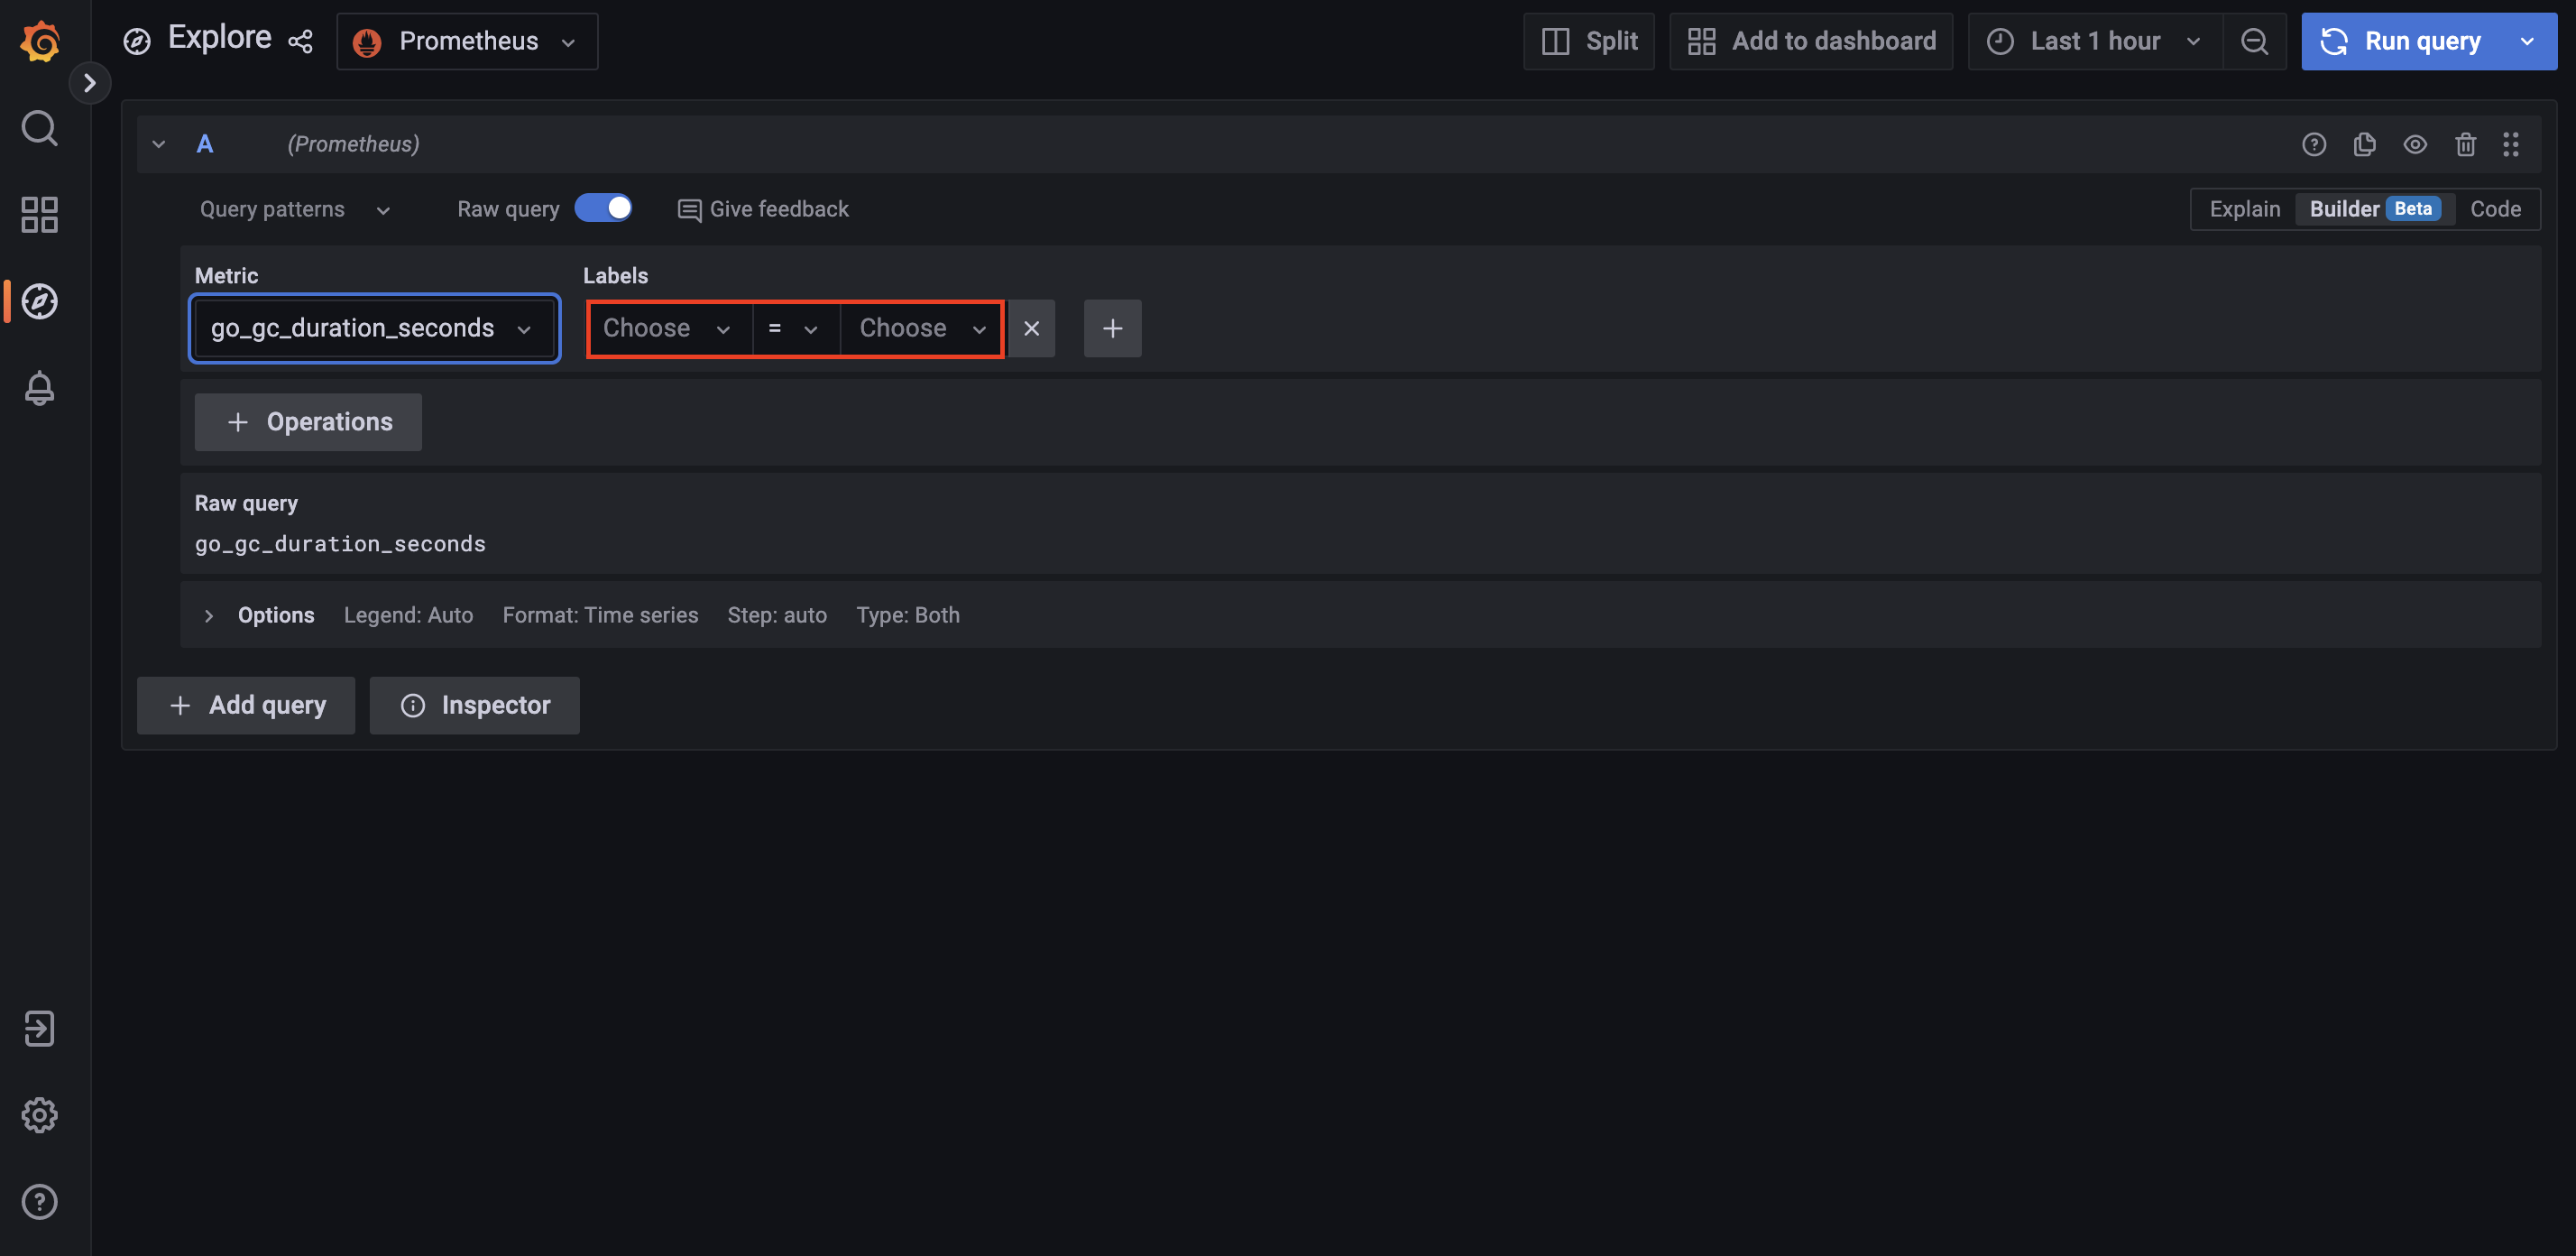 Explore Prometheus Split Add to dashboard Last 1 hour Run query
A (Prometheus)
Query patterns Raw query Give feedback Explain Builder Beta Code
Metric Labels
go_gc_duration_seconds Choose = Choose
+ Operations
Raw query
go_gc_duration_seconds
Options Legend: Auto Format: Time series Step: auto Type: Both
+ Add query Inspector